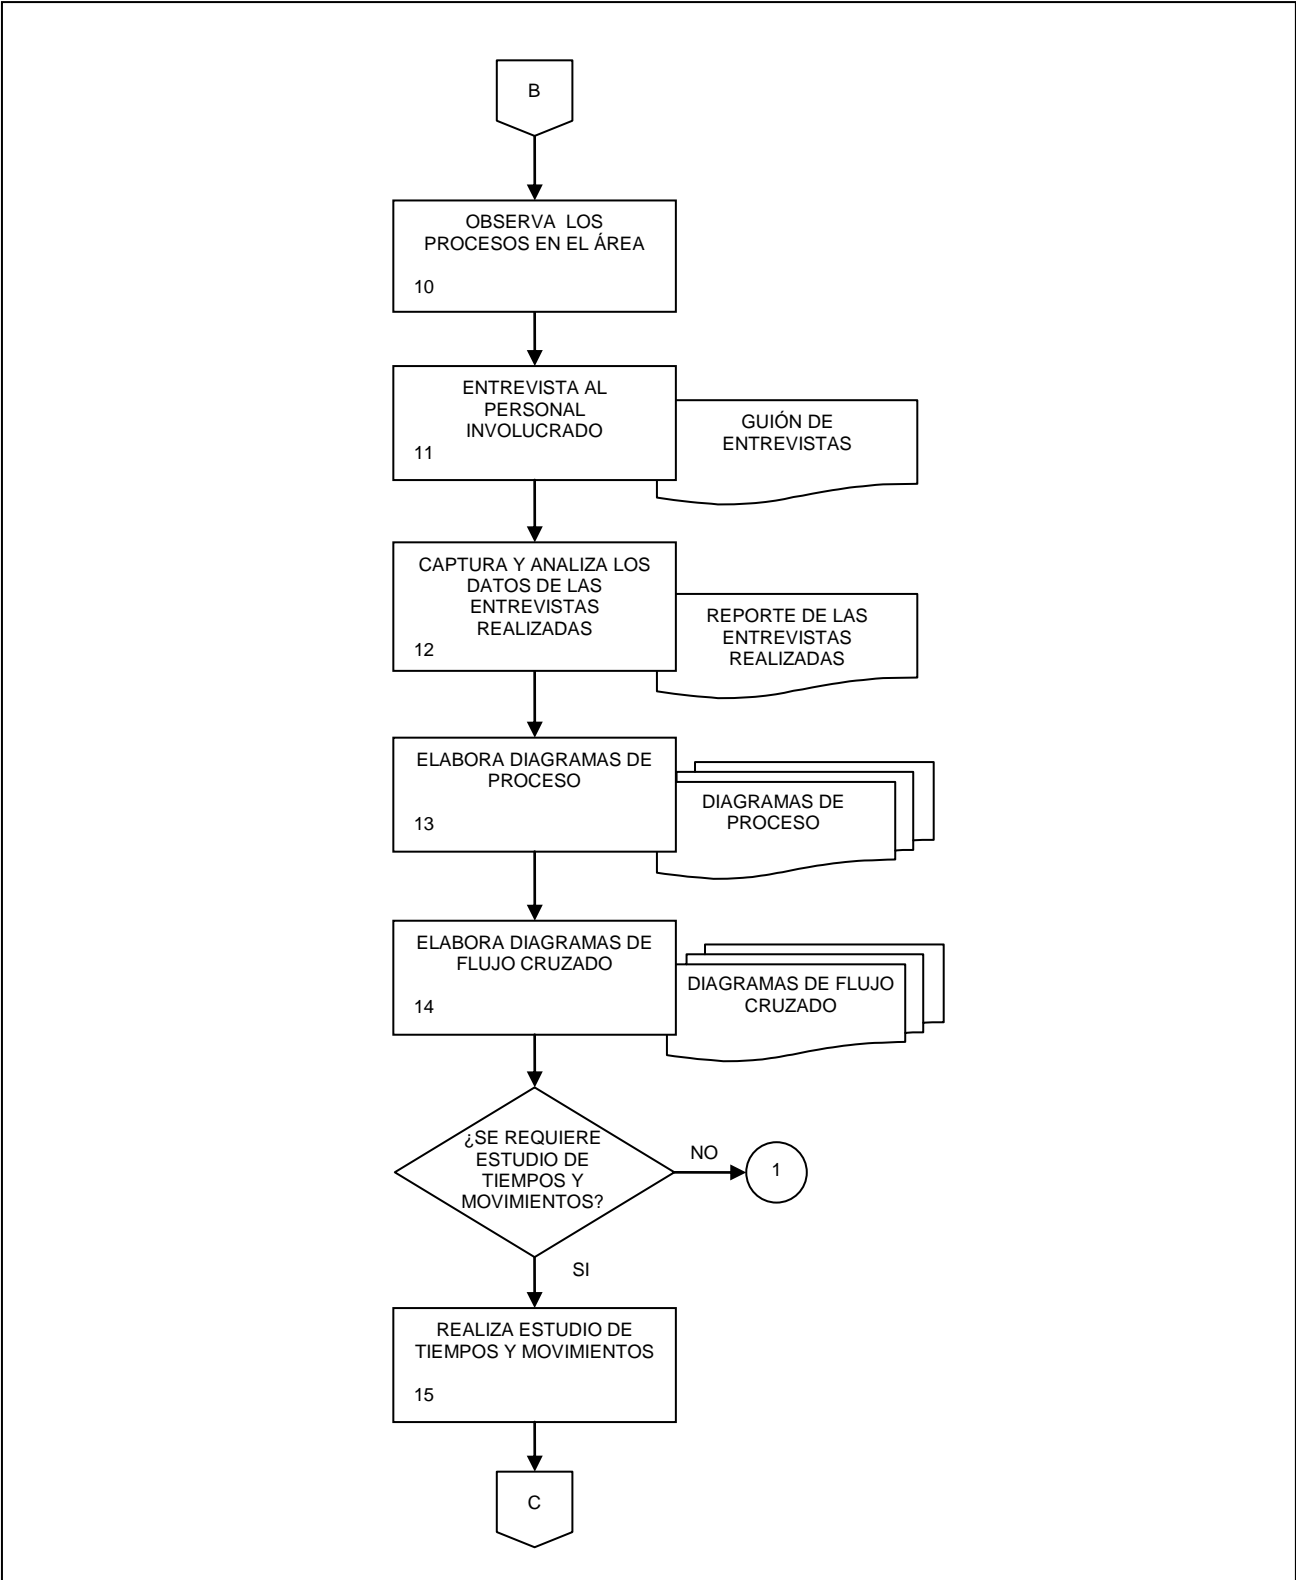 B
OBSERVA LOS
PROCESOS EN EL ÁREA
10
ENTREVISTA AL
PERSONAL
INVOLUCRADO
11
GUIÓN DE
ENTREVISTAS
CAPTURA Y ANALIZA LOS
DATOS DE LAS
ENTREVISTAS
REALIZADAS
12
REPORTE DE LAS
ENTREVISTAS
REALIZADAS
ELABORA DIAGRAMAS DE
PROCESO
13
DIAGRAMAS DE
PROCESO
ELABORA DIAGRAMAS DE
FLUJO CRUZADO
14
DIAGRAMAS DE FLUJO
CRUZADO
¿SE REQUIERE
ESTUDIO DE
TIEMPOS Y
MOVIMIENTOS?
NO
1
SI
REALIZA ESTUDIO DE
TIEMPOS Y MOVIMIENTOS
15
C